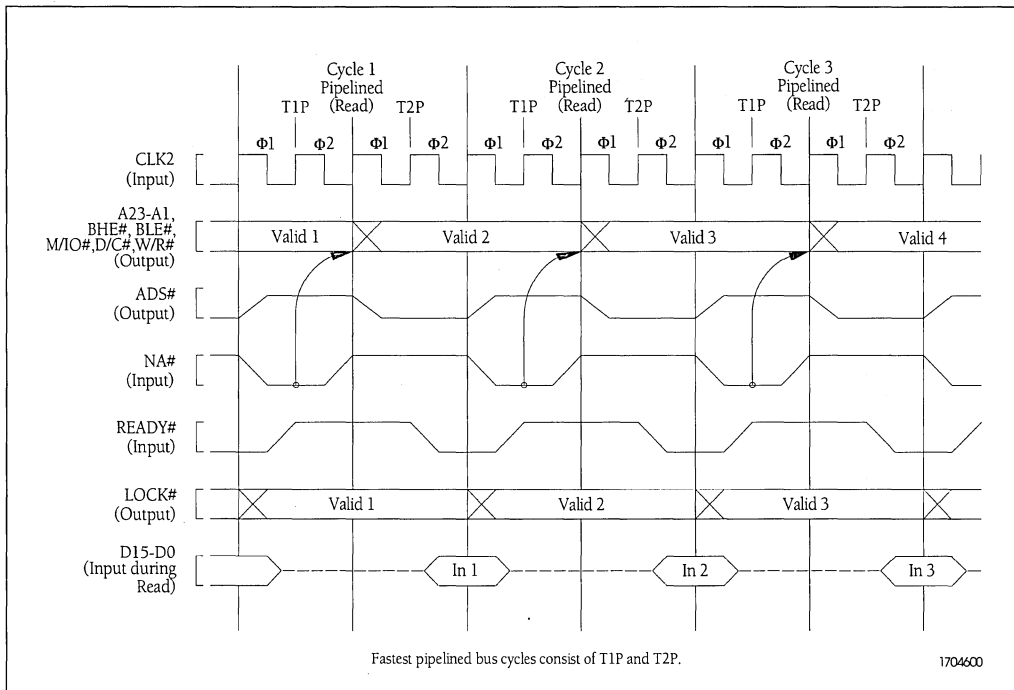 Cycle 1 Cycle 2 Cycle 3
Pipelined Pipelined Pipelined
T1P (Read) T2P T1P (Read) T2P T1P (Read) T2P
Φ1 Φ2 Φ1 Φ2 Φ1 Φ2 Φ1 Φ2 Φ1 Φ2 Φ1 Φ2
CLK2
(Input)
A23-A1,
BHE#, BLE#,
M/IO#,D/C#,W/R#
(Output)
Valid 1 Valid 2 Valid 3 Valid 4
ADS#
(Output)
NA#
(Input)
READY#
(Input)
LOCK#
(Output)
Valid 1 Valid 2 Valid 3
D15-D0
(Input during
Read)
In 1 In 2 In 3
Fastest pipelined bus cycles consist of T1P and T2P.
1704600